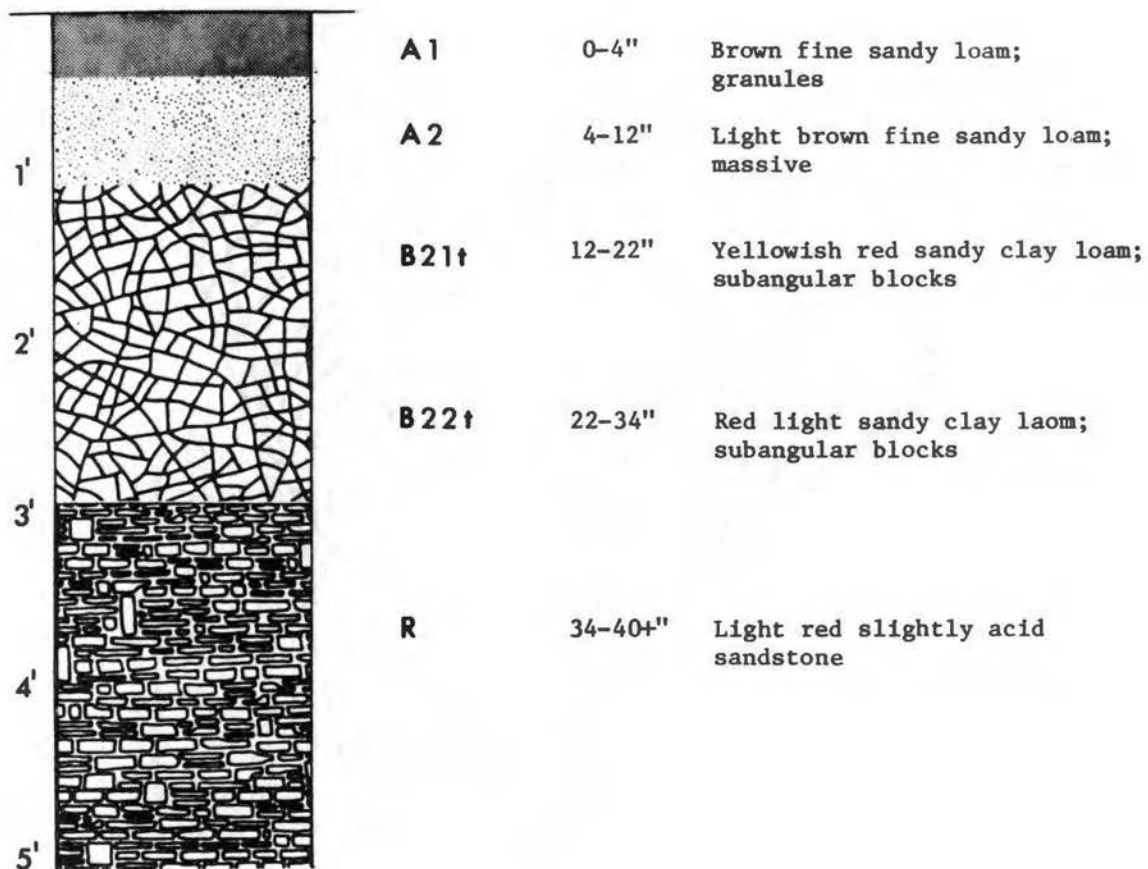 A1 0-4" Brown fine sandy loam;
granules
A2 4-12" Light brown fine sandy loam;
massive
1'
B21t 12-22" Yellowish red sandy clay loam;
subangular blocks
2'
B22t 22-34" Red light sandy clay laom;
subangular blocks
3'
R 34-40+" Light red slightly acid
sandstone
4'
5'